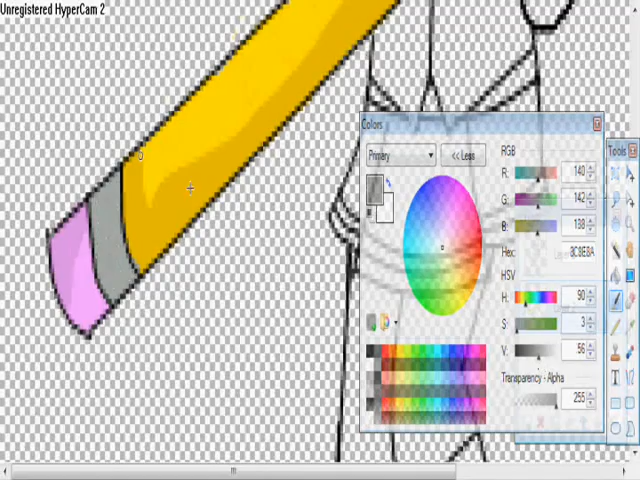 Unregistered HyperCam 2
Colors
Primary
<< Less
RGB
R: 140
G: 142
B: 138
Hex: 8C8E8A
HSV
H: 90
S: 3
V: 56
Transparency - Alpha
255
Tools